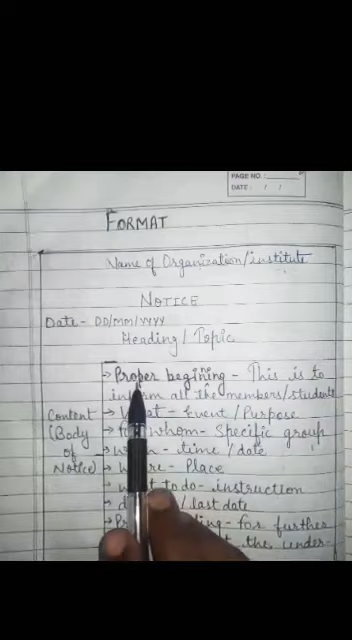 PAGE NO.
DATE: / /
FORMAT
Name of Organization/institute
NOTICE
Date- DD/MM/YYYY
Heading/Topic
→ Proper begining - This is to
inform all the members/students
Content → What - Event/Purpose
(Body → for whom - Specific group
of → - time/date
Notice) → Where - Place
→ what to do - instruction
→ /last date
→ - for further
the under-